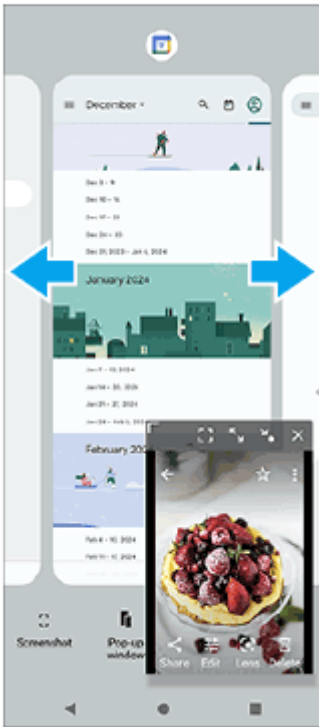 December
Dec 3 – 9
Dec 10 – 16
Dec 17 – 23
Dec 24 – 30
Dec 31, 2023 – Jan 6, 2024
January 2024
Jan 7 – 13, 2024
Jan 14 – 20, 2024
Jan 21 – 27, 2024
Jan 28 – Feb 3, 2024
February 202
Feb 4 – 10, 2024
Feb 11 – 17, 2024
Screenshot
Pop-up
window
Share
Edit
Lens
Delete